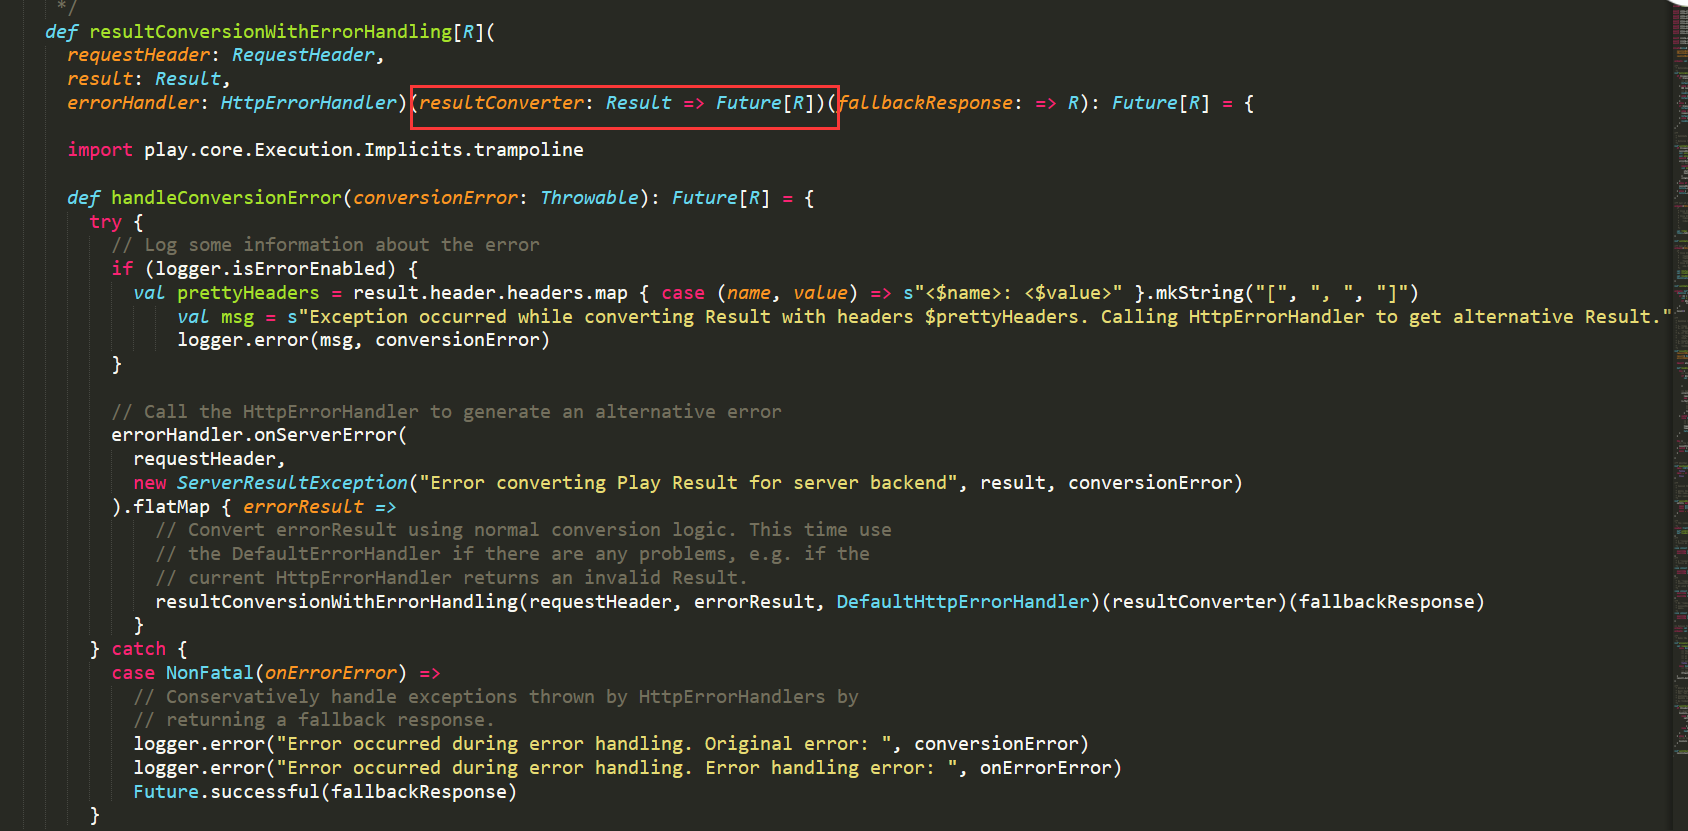 */
def resultConversionWithErrorHandling[R](
requestHeader: RequestHeader,
result: Result,
errorHandler: HttpErrorHandler)(resultConverter: Result => Future[R])(fallbackResponse: => R): Future[R] = {
import play.core.Execution.Implicits.trampoline
def handleConversionError(conversionError: Throwable): Future[R] = {
try {
// Log some information about the error
if (logger.isErrorEnabled) {
val prettyHeaders = result.header.headers.map { case (name, value) => s"<$name>: <$value>" }.mkString("[", ", ", "]")
val msg = s"Exception occurred while converting Result with headers $prettyHeaders. Calling HttpErrorHandler to get alternative Result."
logger.error(msg, conversionError)
}
// Call the HttpErrorHandler to generate an alternative error
errorHandler.onServerError(
requestHeader,
new ServerResultException("Error converting Play Result for server backend", result, conversionError)
).flatMap { errorResult =>
// Convert errorResult using normal conversion logic. This time use
// the DefaultErrorHandler if there are any problems, e.g. if the
// current HttpErrorHandler returns an invalid Result.
resultConversionWithErrorHandling(requestHeader, errorResult, DefaultHttpErrorHandler)(resultConverter)(fallbackResponse)
}
} catch {
case NonFatal(onErrorError) =>
// Conservatively handle exceptions thrown by HttpErrorHandlers by
// returning a fallback response.
logger.error("Error occurred during error handling. Original error: ", conversionError)
logger.error("Error occurred during error handling. Error handling error: ", onErrorError)
Future.successful(fallbackResponse)
}